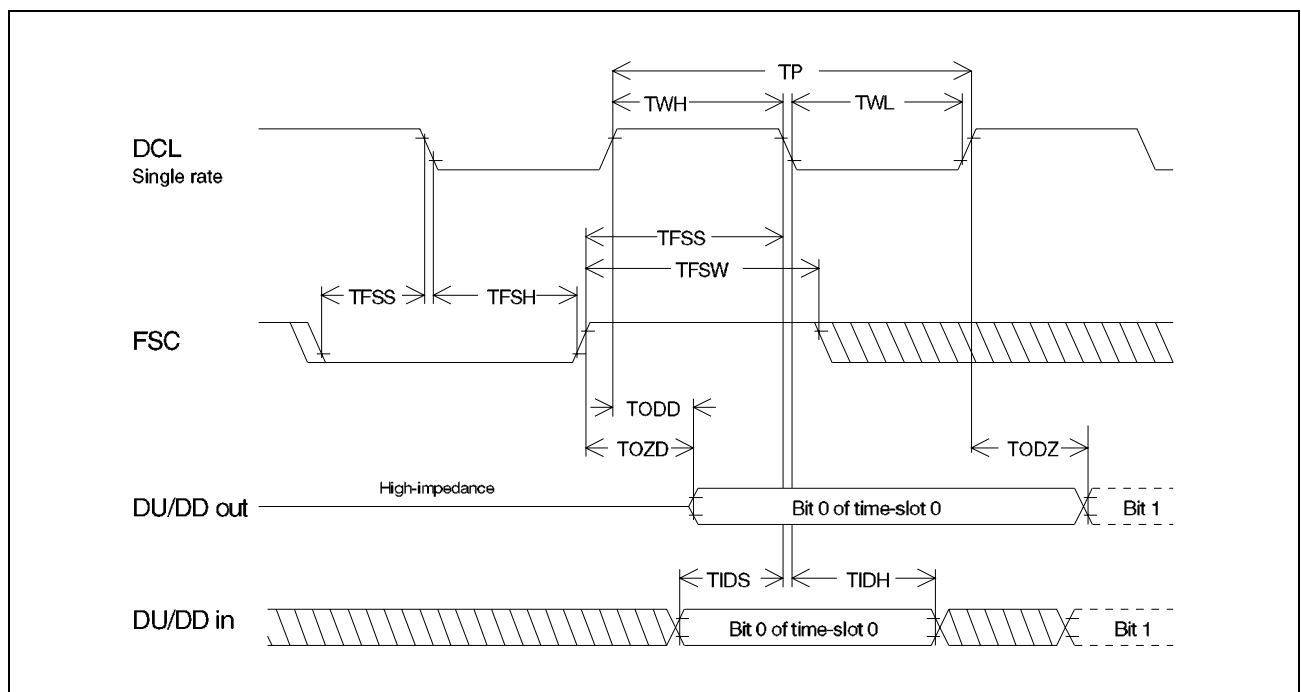 TP
TWH TWL
DCL
Single rate
TFSS
TFSW
TFSS TFSH
FSC
TODD
TOZD TODZ
High-impedance
DU/DD out Bit 0 of time-slot 0 Bit 1
TIDS TIDH
DU/DD in Bit 0 of time-slot 0 Bit 1